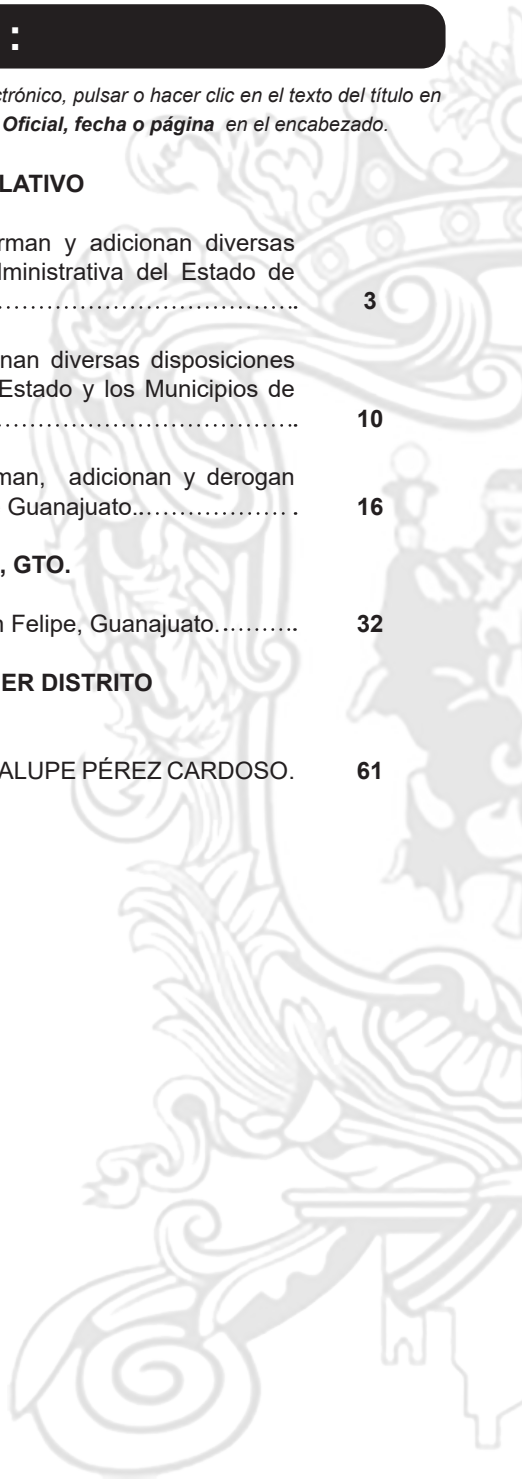 :
ctrónico, pulsar o hacer clic en el texto del título en
Oficial, fecha o página en el encabezado.
LATIVO
rman y adicionan diversas
dministrativa del Estado de
.................................... 3
nan diversas disposiciones
Estado y los Municipios de
.................................... 10
man, adicionan y derogan
Guanajuato................... 16
, GTO.
n Felipe, Guanajuato.......... 32
ER DISTRITO
ALUPE PÉREZ CARDOSO. 61